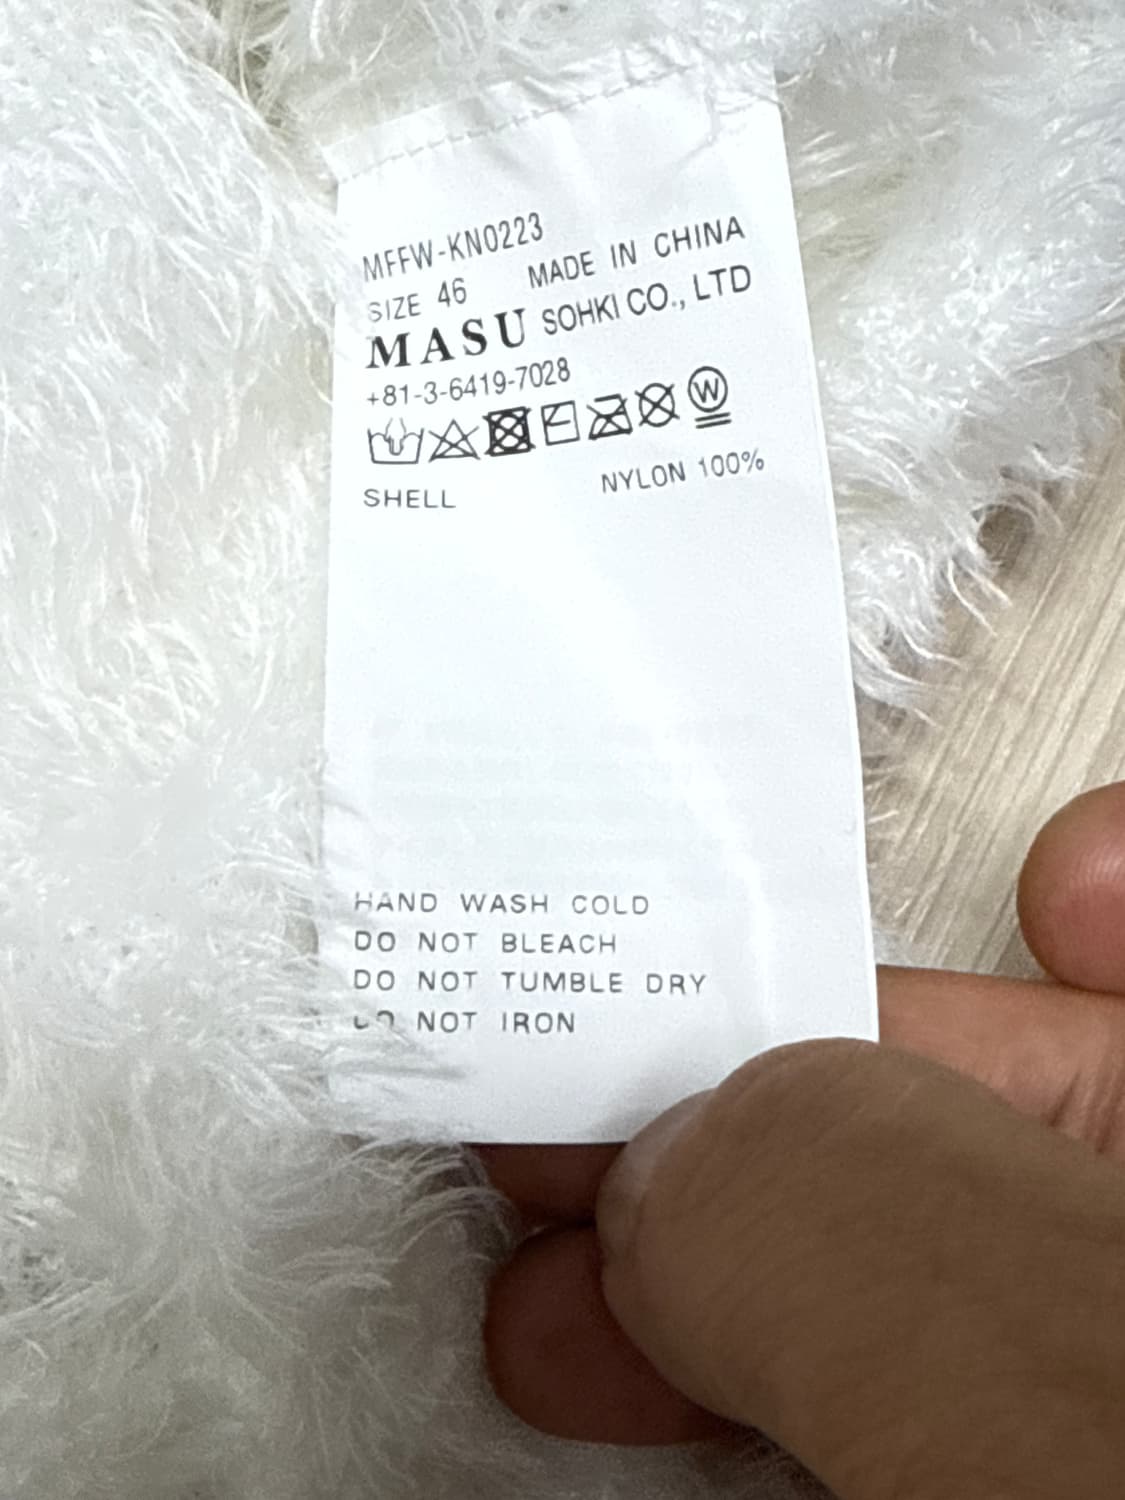 MFFW-KN0223
SIZE 46 MADE IN CHINA
MASU SOHKI CO., LTD
+81-3-6419-7028
W
SHELL NYLON 100%
HAND WASH COLD
DO NOT BLEACH
DO NOT TUMBLE DRY
DO NOT IRON